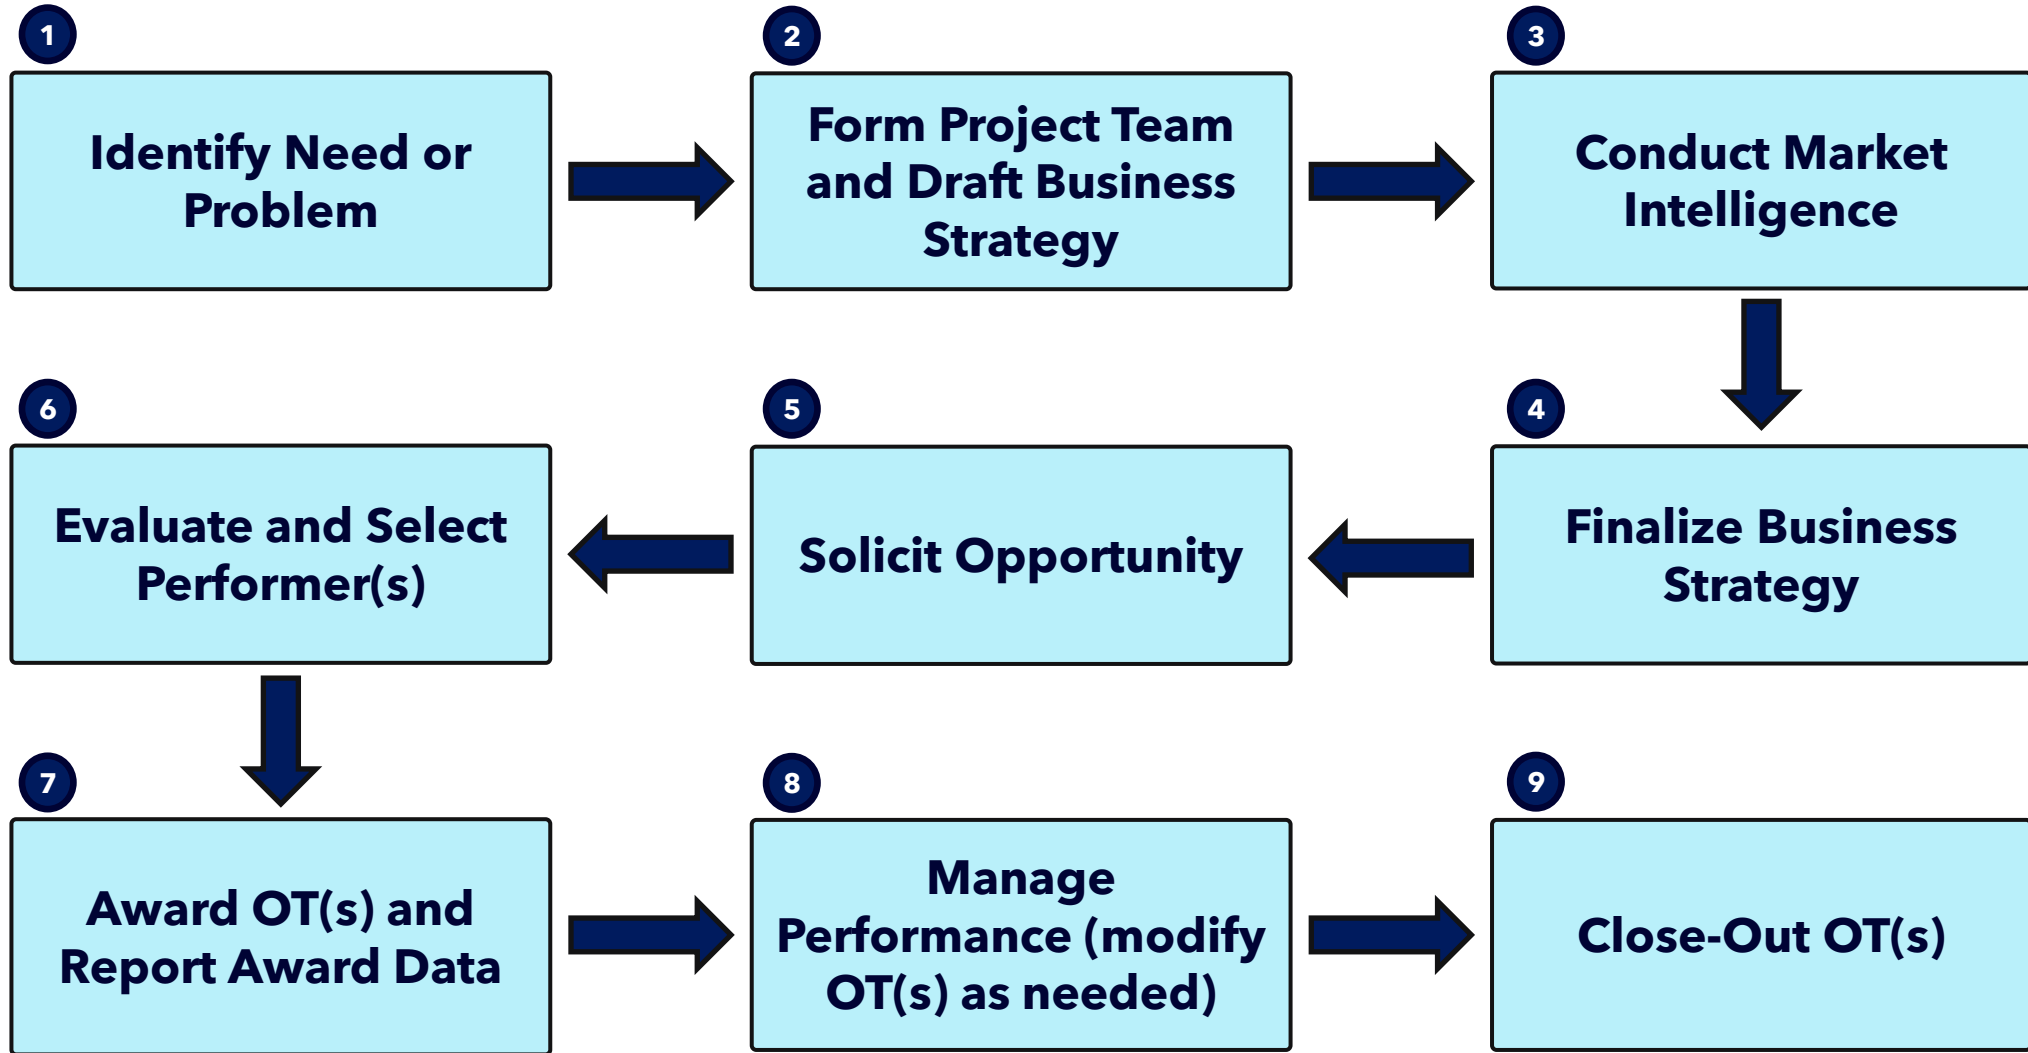 1
Identify Need or
Problem
2
Form Project Team
and Draft Business
Strategy
3
Conduct Market
Intelligence
4
Finalize Business
Strategy
5
Solicit Opportunity
6
Evaluate and Select
Performer(s)
7
Award OT(s) and
Report Award Data
8
Manage
Performance (modify
OT(s) as needed)
9
Close-Out OT(s)